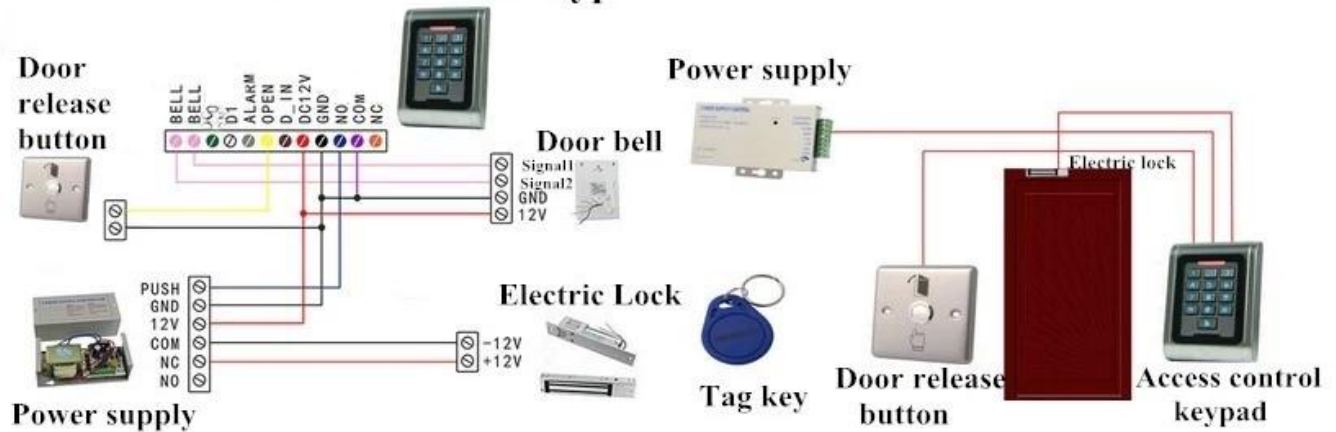 Door
release
button
BELL
BELL
D1
ALARM
OPEN
D_IN
DC12V
GND
NO
COM
NC
Door bell
Signal1
Signal2
GND
12V
PUSH
GND
12V
COM
NC
NO
Power supply
Electric Lock
-12V
+12V
Tag key
Power supply
Electric lock
Door release
button
Access control
keypad